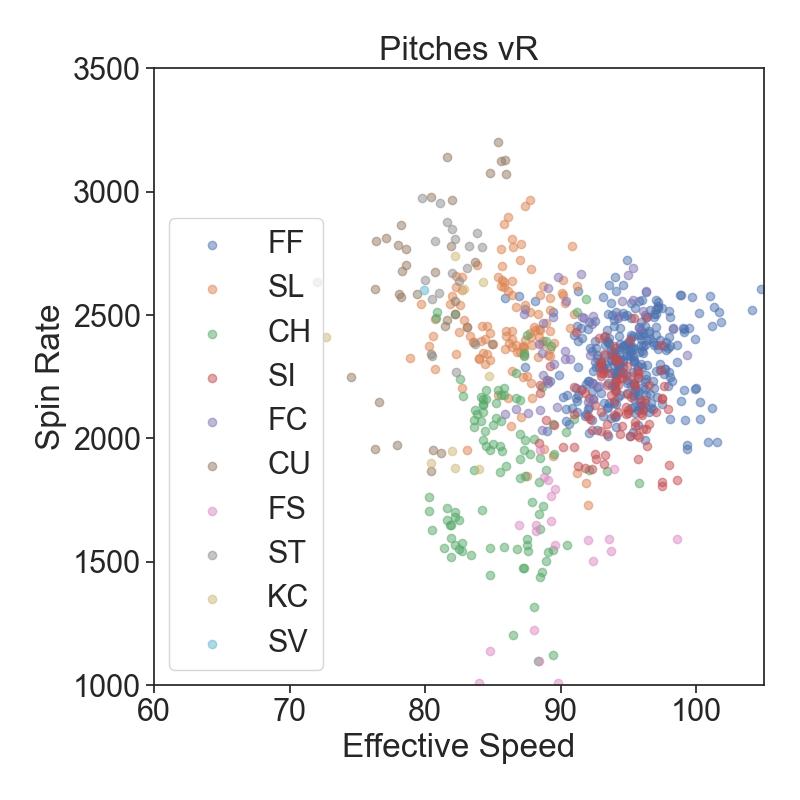 Pitches vR
3500
3000
2500
2000
1500
1000
Spin Rate
FF
SL
CH
SI
FC
CU
FS
ST
KC
SV
60 70 80 90 100
Effective Speed